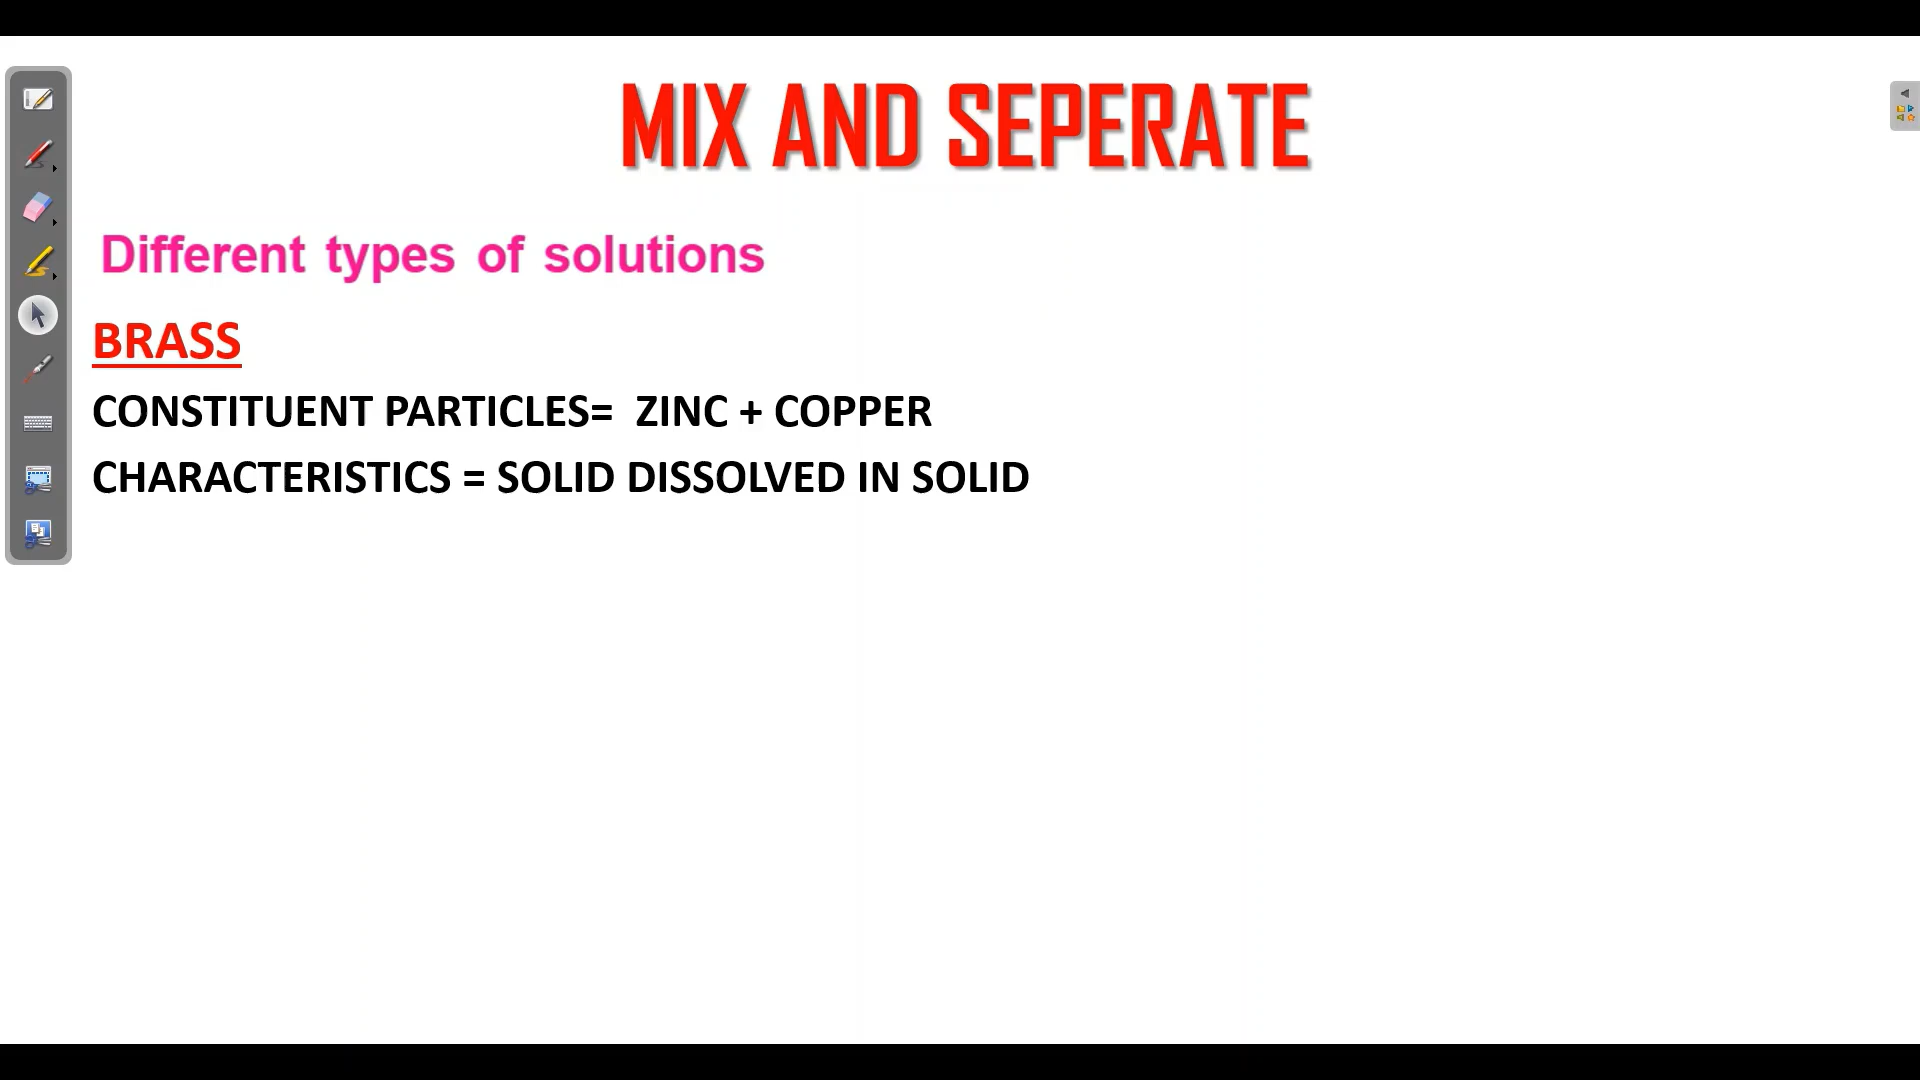 MIX AND SEPERATE
Different types of solutions
BRASS
CONSTITUENT PARTICLES= ZINC + COPPER
CHARACTERISTICS = SOLID DISSOLVED IN SOLID